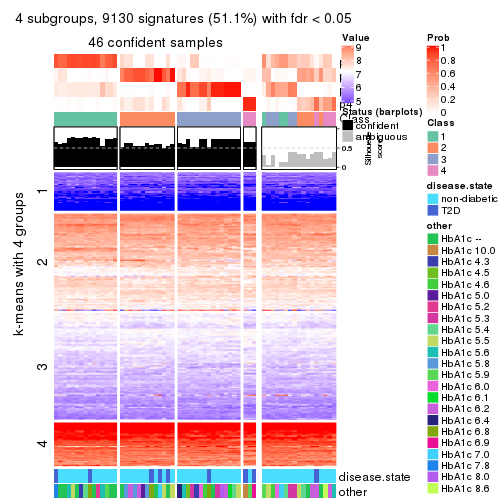 4 subgroups, 9130 signatures (51.1%) with fdr < 0.05
46 confident samples
k-means with 4 groups
1
2
3
4
Class
1
0.5
0
disease.state
other
Value
9
8
7
6
5
Status (barplots)
confident
ambiguous
Prob
1
0.8
0.6
0.4
0.2
0
Class
1
2
3
4
disease.state
non-diabetic
T2D
other
HbA1c --
HbA1c 10.0
HbA1c 4.3
HbA1c 4.5
HbA1c 4.6
HbA1c 5.0
HbA1c 5.2
HbA1c 5.3
HbA1c 5.4
HbA1c 5.5
HbA1c 5.6
HbA1c 5.8
HbA1c 5.9
HbA1c 6.0
HbA1c 6.1
HbA1c 6.2
HbA1c 6.4
HbA1c 6.8
HbA1c 6.9
HbA1c 7.0
HbA1c 7.8
HbA1c 8.0
HbA1c 8.6